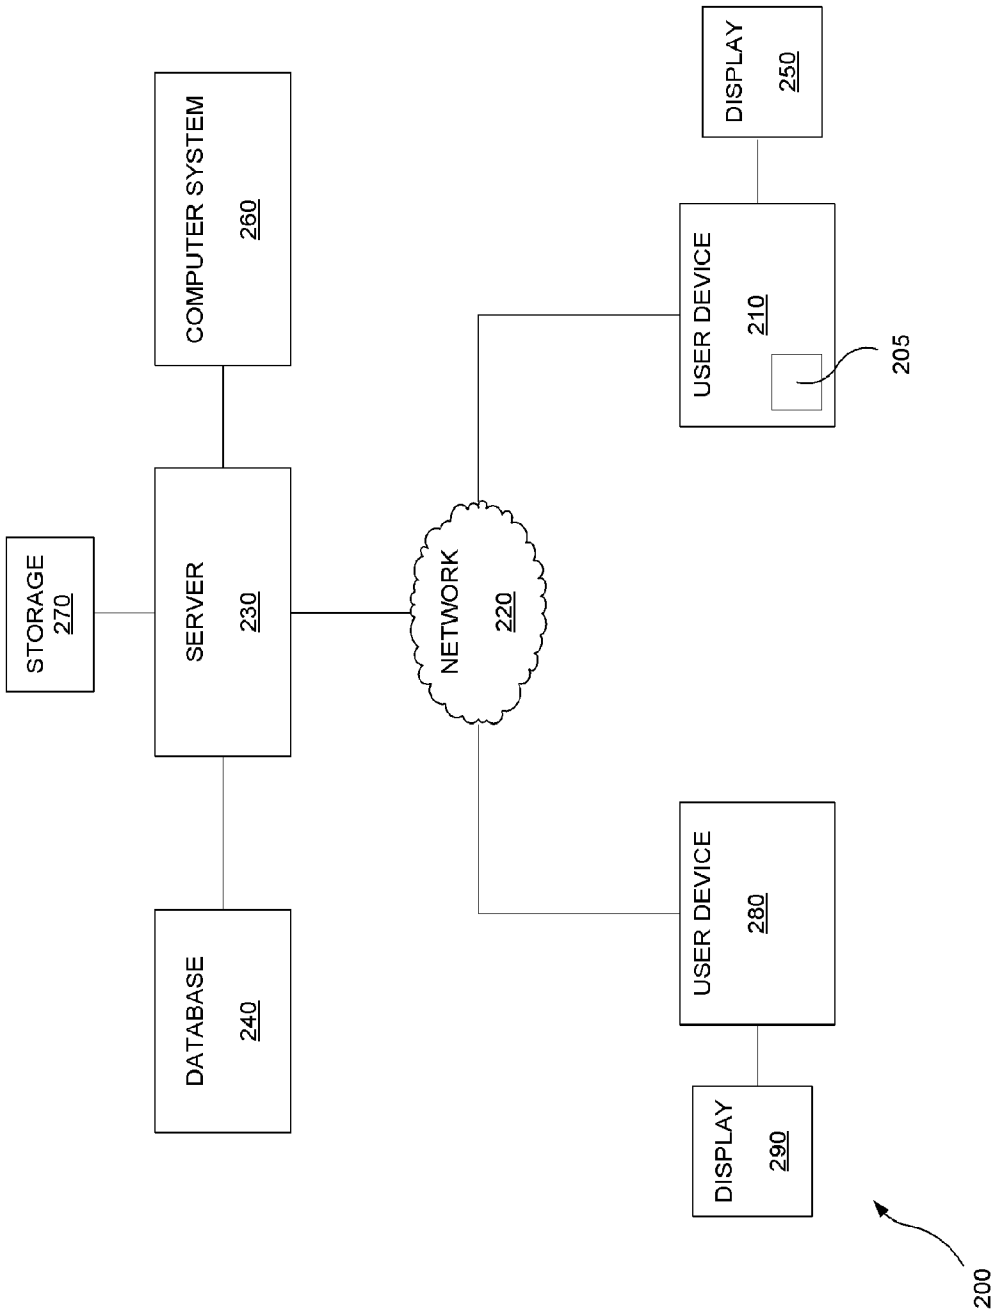 STORAGE
270
DATABASE
240
SERVER
230
COMPUTER SYSTEM
260
NETWORK
220
DISPLAY
290
USER DEVICE
280
USER DEVICE
210
DISPLAY
250
205
200